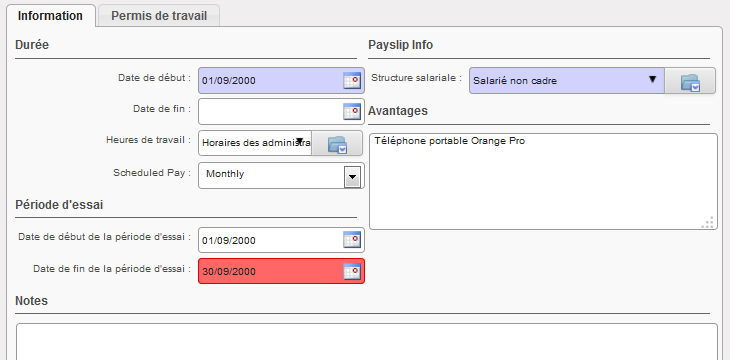 Information
Permis de travail
Durée
Date de début :
01/09/2000
Date de fin :
Heures de travail :
Horaires des administra
Scheduled Pay :
Monthly
Période d'essai
Date de début de la période d'essai :
01/09/2000
Date de fin de la période d'essai :
30/09/2000
Payslip Info
Structure salariale :
Salarié non cadre
Avantages
Téléphone portable Orange Pro
Notes